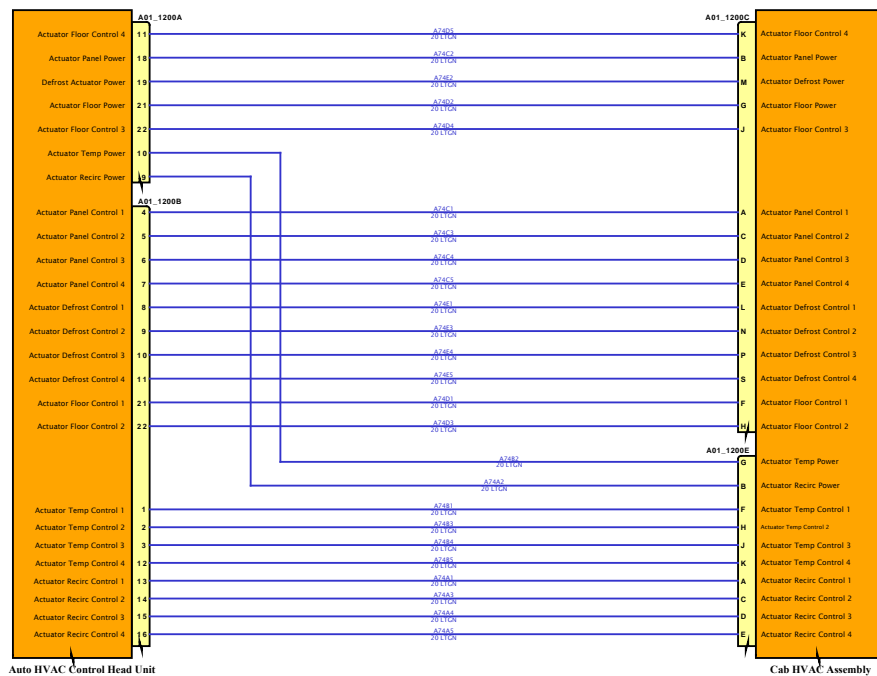 A01_1200A A01_1200C
Actuator Floor Control 4 11 A74D5 20 LTGN K Actuator Floor Control 4
Actuator Panel Power 18 A74C2 20 LTGN B Actuator Panel Power
Defrost Actuator Power 19 A74E2 20 LTGN M Actuator Defrost Power
Actuator Floor Power 21 A74D2 20 LTGN G Actuator Floor Power
Actuator Floor Control 3 22 A74D4 20 LTGN J Actuator Floor Control 3
Actuator Temp Power 10
Actuator Recirc Power 9
A01_1200B
Actuator Panel Control 1 4 A74C1 20 LTGN A Actuator Panel Control 1
Actuator Panel Control 2 5 A74C3 20 LTGN C Actuator Panel Control 2
Actuator Panel Control 3 6 A74C4 20 LTGN D Actuator Panel Control 3
Actuator Panel Control 4 7 A74C5 20 LTGN E Actuator Panel Control 4
Actuator Defrost Control 1 8 A74E1 20 LTGN L Actuator Defrost Control 1
Actuator Defrost Control 2 9 A74E3 20 LTGN N Actuator Defrost Control 2
Actuator Defrost Control 3 10 A74E4 20 LTGN P Actuator Defrost Control 3
Actuator Defrost Control 4 11 A74E5 20 LTGN S Actuator Defrost Control 4
Actuator Floor Control 1 21 A74D1 20 LTGN F Actuator Floor Control 1
Actuator Floor Control 2 22 A74D3 20 LTGN H Actuator Floor Control 2
A01_1200E
A74B2 20 LTGN G Actuator Temp Power
A74A2 20 LTGN B Actuator Recirc Power
Actuator Temp Control 1 1 A74B1 20 LTGN F Actuator Temp Control 1
Actuator Temp Control 2 2 A74B3 20 LTGN H Actuator Temp Control 2
Actuator Temp Control 3 3 A74B4 20 LTGN J Actuator Temp Control 3
Actuator Temp Control 4 12 A74B5 20 LTGN K Actuator Temp Control 4
Actuator Recirc Control 1 13 A74A1 20 LTGN A Actuator Recirc Control 1
Actuator Recirc Control 2 14 A74A3 20 LTGN C Actuator Recirc Control 2
Actuator Recirc Control 3 15 A74A4 20 LTGN D Actuator Recirc Control 3
Actuator Recirc Control 4 16 A74A5 20 LTGN E Actuator Recirc Control 4
Auto HVAC Control Head Unit Cab HVAC Assembly